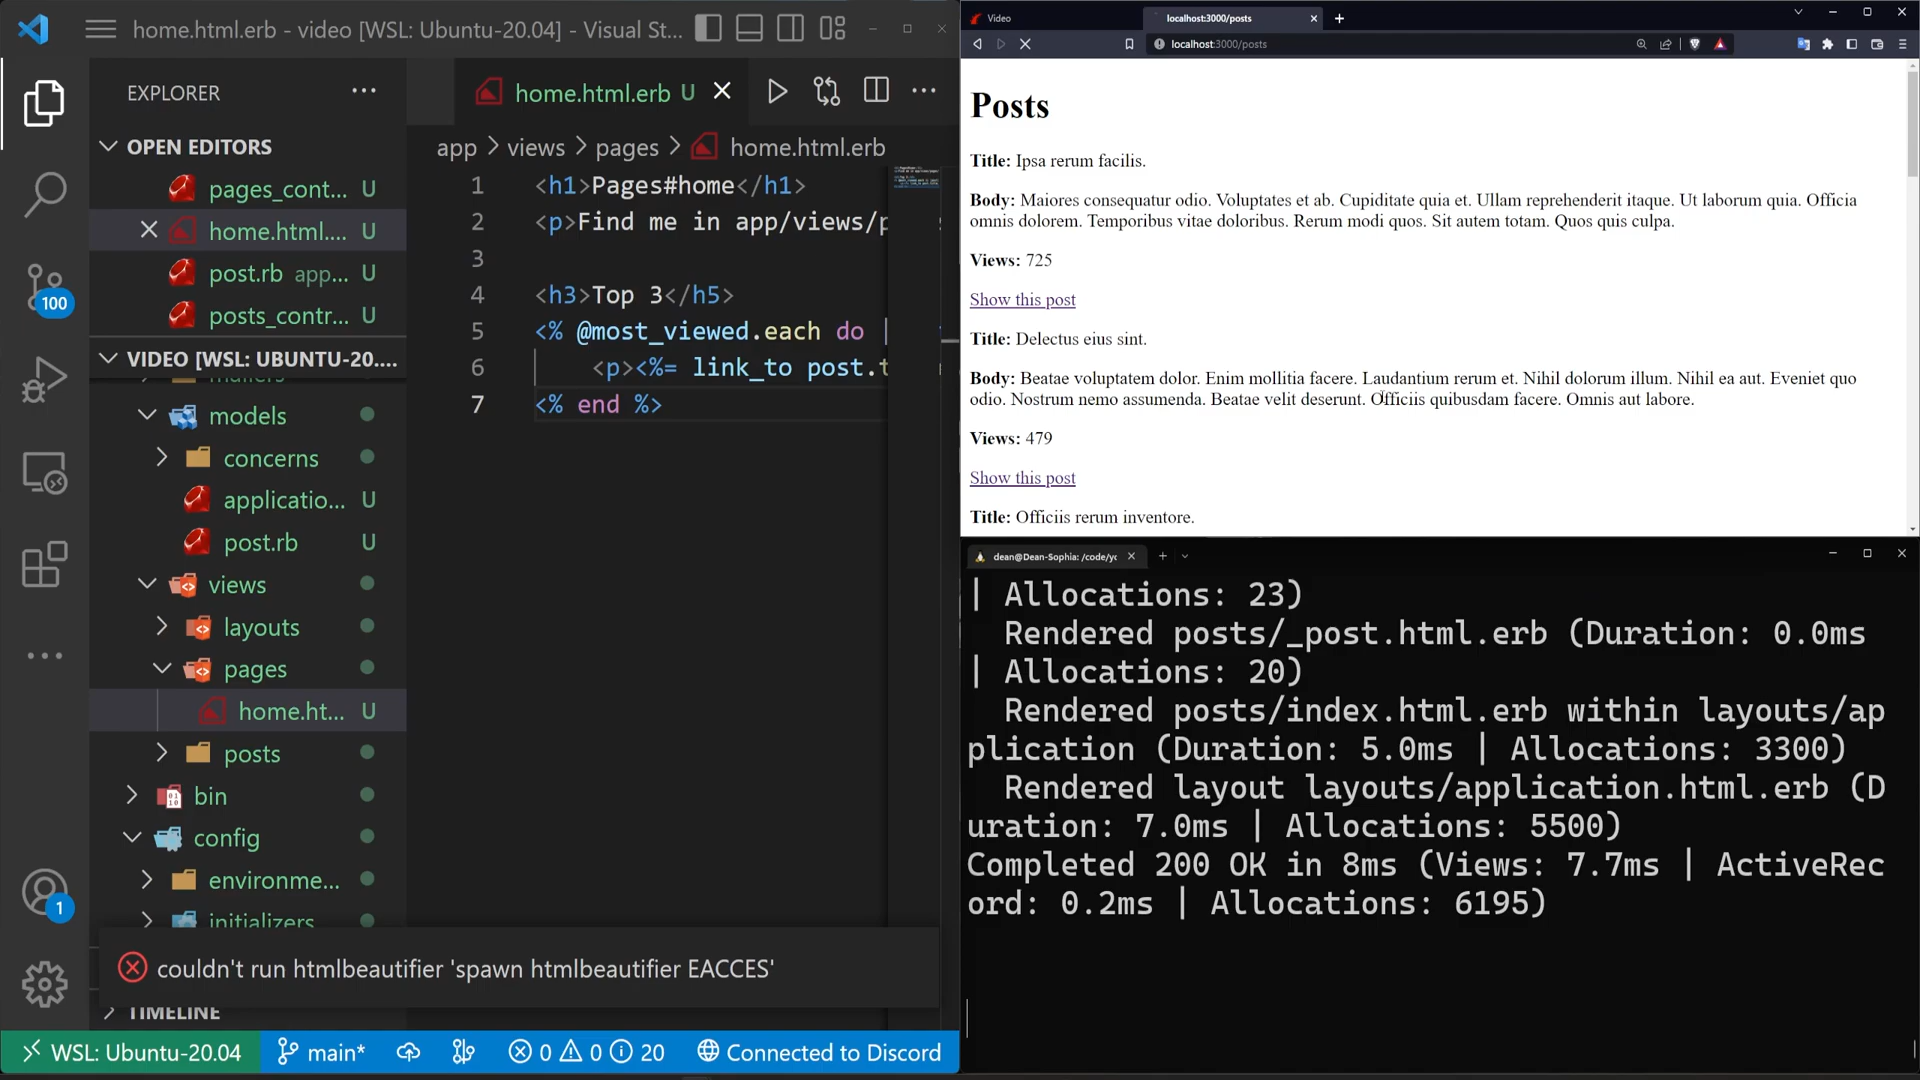 home.html.erb - video [WSL: Ubuntu-20.04] - Visual St...
EXPLORER
OPEN EDITORS
pages_cont... U
home.html.... U
post.rb app... U
posts_contr... U
VIDEO [WSL: UBUNTU-20....
models
concerns
applicatio... U
post.rb U
views
layouts
pages
home.ht... U
posts
bin
config
environme...
initializers
TIMELINE
100
1
home.html.erb U
app > views > pages > home.html.erb
1 <h1>Pages#home</h1>
2 <p>Find me in app/views/p
3
4 <h3>Top 3</h5>
5 <% @most_viewed.each do |
6 <p><%= link_to post.t
7 <% end %>
couldn't run htmlbeautifier 'spawn htmlbeautifier EACCES'
WSL: Ubuntu-20.04 main* 0 0 20 Connected to Discord
Video
localhost:3000/posts
localhost:3000/posts
Posts
Title: Ipsa rerum facilis.
Body: Maiores consequatur odio. Voluptates et ab. Cupiditate quia et. Ullam reprehenderit itaque. Ut laborum quia. Officia
omnis dolorem. Temporibus vitae doloribus. Rerum modi quos. Sit autem totam. Quos quis culpa.
Views: 725
Show this post
Title: Delectus eius sint.
Body: Beatae voluptatem dolor. Enim mollitia facere. Laudantium rerum et. Nihil dolorum illum. Nihil ea aut. Eveniet quo
odio. Nostrum nemo assumenda. Beatae velit deserunt. Officiis quibusdam facere. Omnis aut labore.
Views: 479
Show this post
Title: Officiis rerum inventore.
dean@Dean-Sophia: /code/yc
| Allocations: 23)
Rendered posts/_post.html.erb (Duration: 0.0ms
| Allocations: 20)
Rendered posts/index.html.erb within layouts/ap
plication (Duration: 5.0ms | Allocations: 3300)
Rendered layout layouts/application.html.erb (D
uration: 7.0ms | Allocations: 5500)
Completed 200 OK in 8ms (Views: 7.7ms | ActiveRec
ord: 0.2ms | Allocations: 6195)